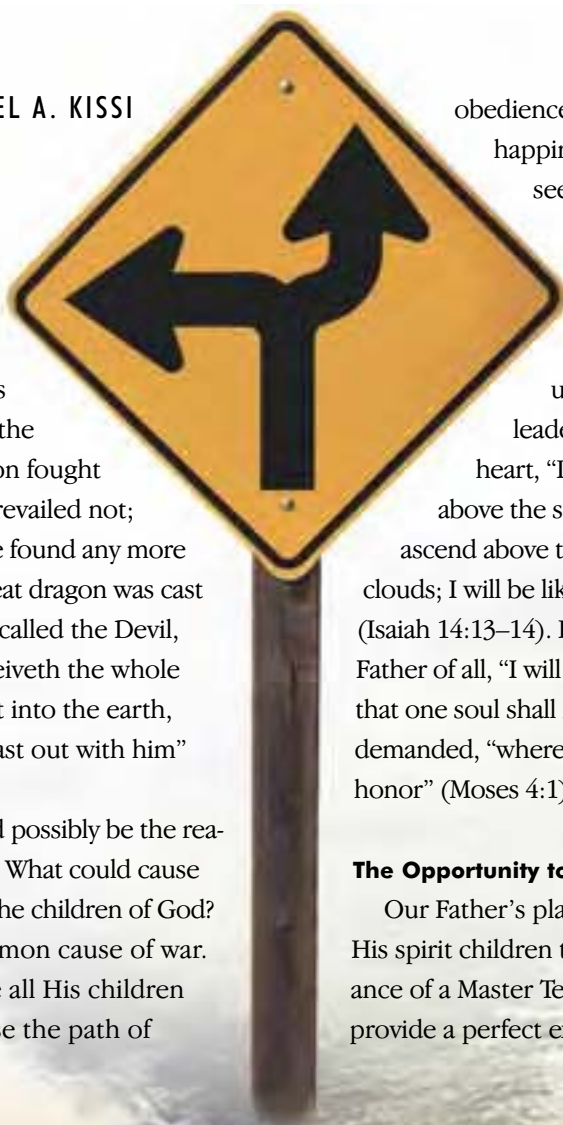 EL A. KISSI
s
the
on fought
revailed not;
e found any more
eat dragon was cast
called the Devil,
eiveth the whole
t into the earth,
ast out with him”
d possibly be the rea-
What could cause
he children of God?
mon cause of war.
e all His children
se the path of
obedience
happin
see
u
leade
heart, “I
above the s
ascend above t
clouds; I will be lik
(Isaiah 14:13–14). I
Father of all, “I will
that one soul shall
demanded, “where
honor” (Moses 4:1)
The Opportunity to
Our Father’s pla
His spirit children t
ance of a Master Te
provide a perfect ex